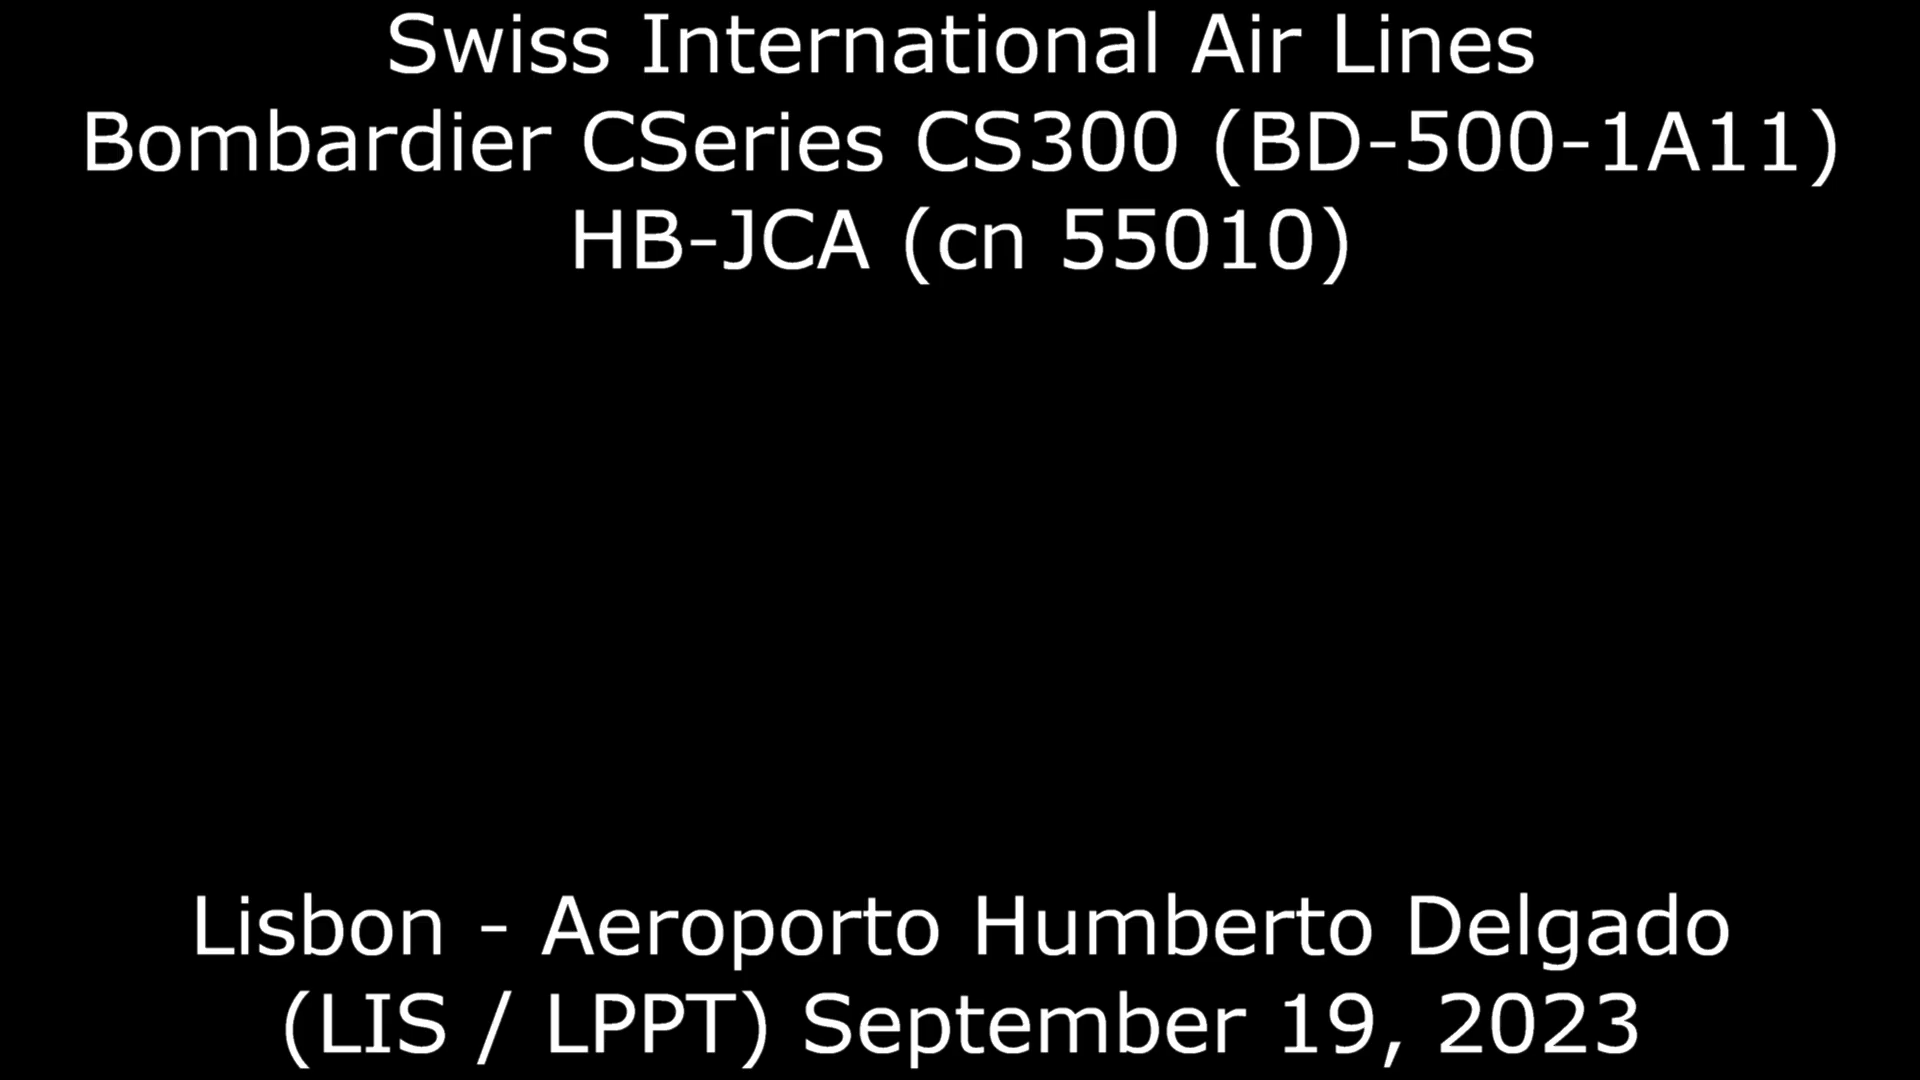 Swiss International Air Lines
Bombardier CSeries CS300 (BD-500-1A11)
HB-JCA (cn 55010)
Lisbon - Aeroporto Humberto Delgado
(LIS / LPPT) September 19, 2023